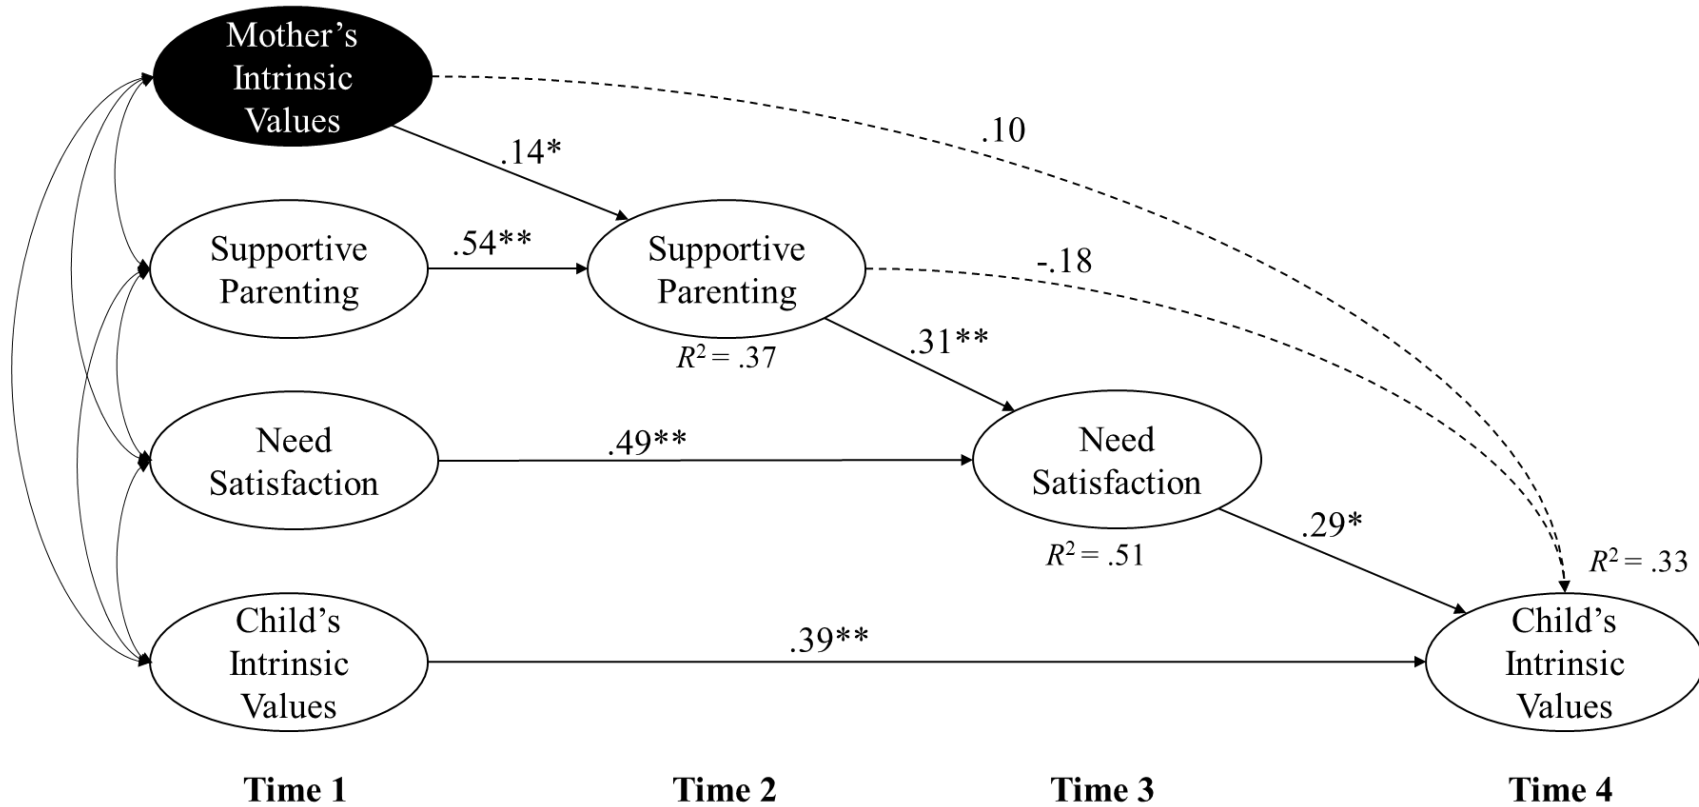 Mother’s
Intrinsic
Values
.10
.14*
Supportive
Parenting
.54**
Supportive
Parenting
R² = .37
-.18
.31**
Need
Satisfaction
.49**
Need
Satisfaction
R² = .51
.29*
R² = .33
Child’s
Intrinsic
Values
.39**
Child’s
Intrinsic
Values
Time 1
Time 2
Time 3
Time 4